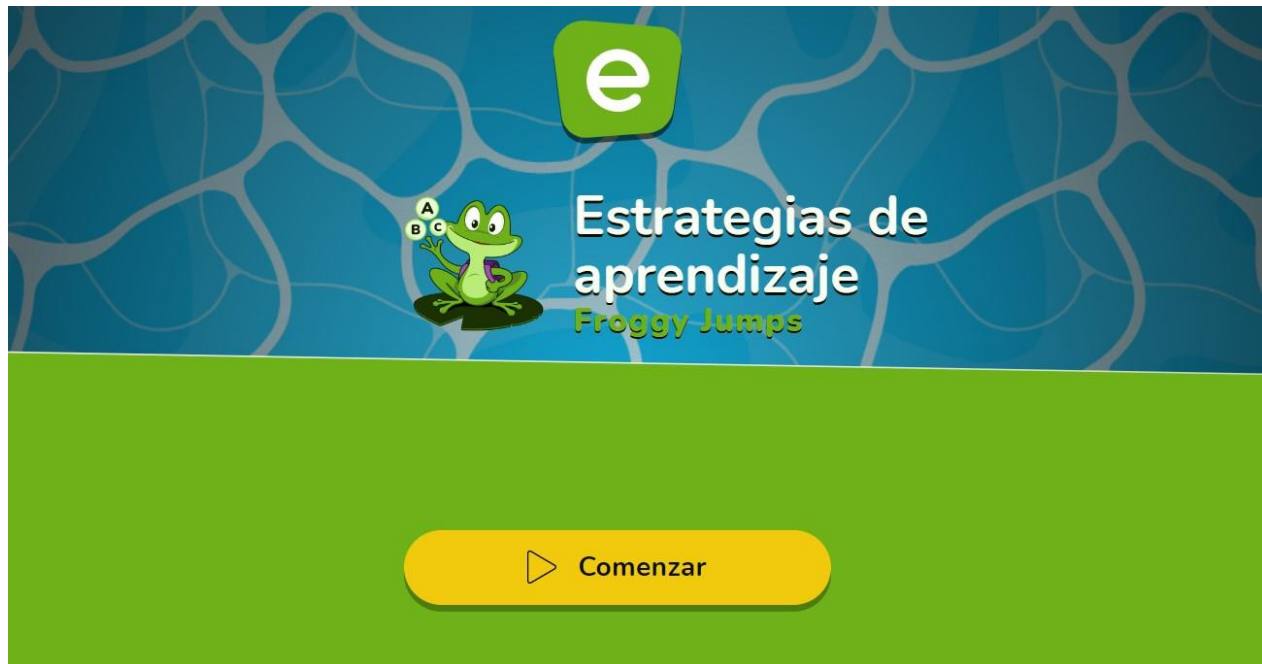 e
A
B C
Estrategias de
aprendizaje
Froggy Jumps
Comenzar